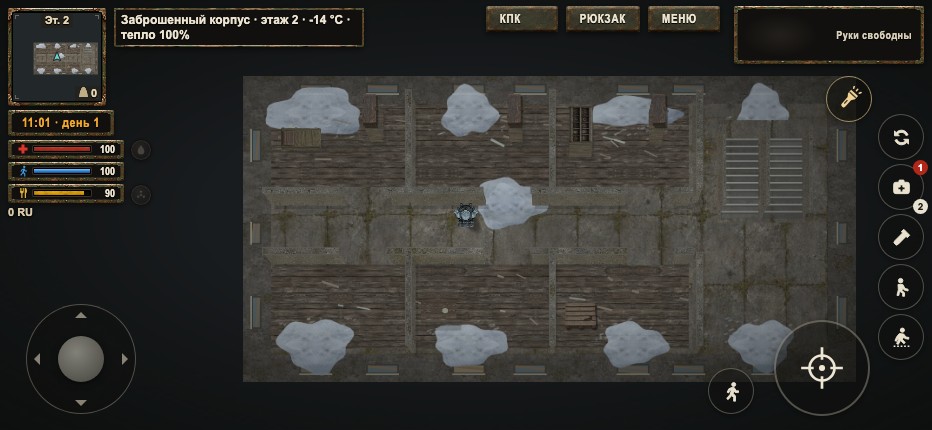 Эт. 2
0
Заброшенный корпус · этаж 2 · -14 °C ·
тепло 100%
КПК
РЮКЗАК
МЕНЮ
Руки свободны
11:01 · день 1
100
100
90
0 RU
1
2